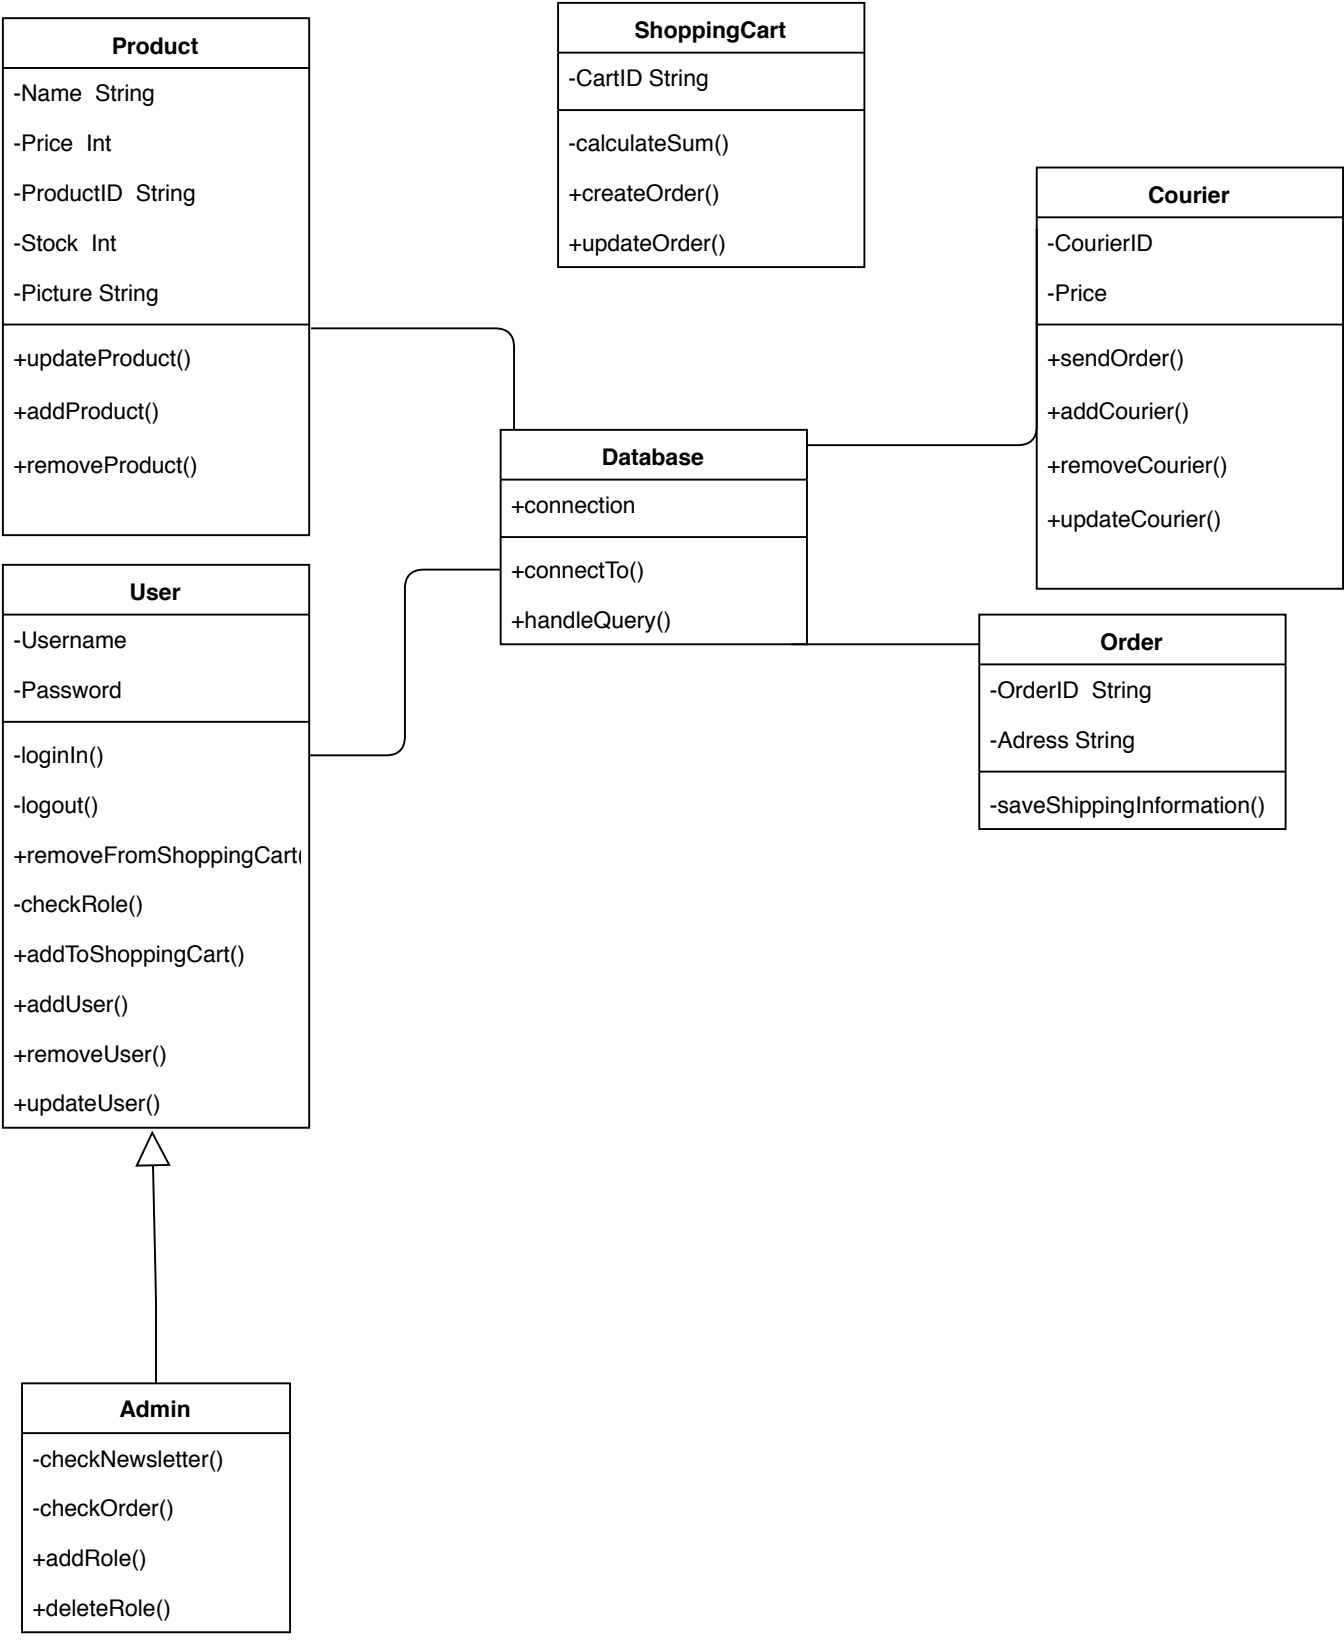 Product
-Name  String
-Price  Int
-ProductID  String
-Stock  Int
-Picture String
+updateProduct()
+addProduct()
+removeProduct()
ShoppingCart
-CartID String
-calculateSum()
+createOrder()
+updateOrder()
Courier
-CourierID
-Price
+sendOrder()
+addCourier()
+removeCourier()
+updateCourier()
Database
+connection
+connectTo()
+handleQuery()
User
-Username
-Password
-loginIn()
-logout()
+removeFromShoppingCart(
-checkRole()
+addToShoppingCart()
+addUser()
+removeUser()
+updateUser()
Order
-OrderID  String
-Adress String
-saveShippingInformation()
Admin
-checkNewsletter()
-checkOrder()
+addRole()
+deleteRole()